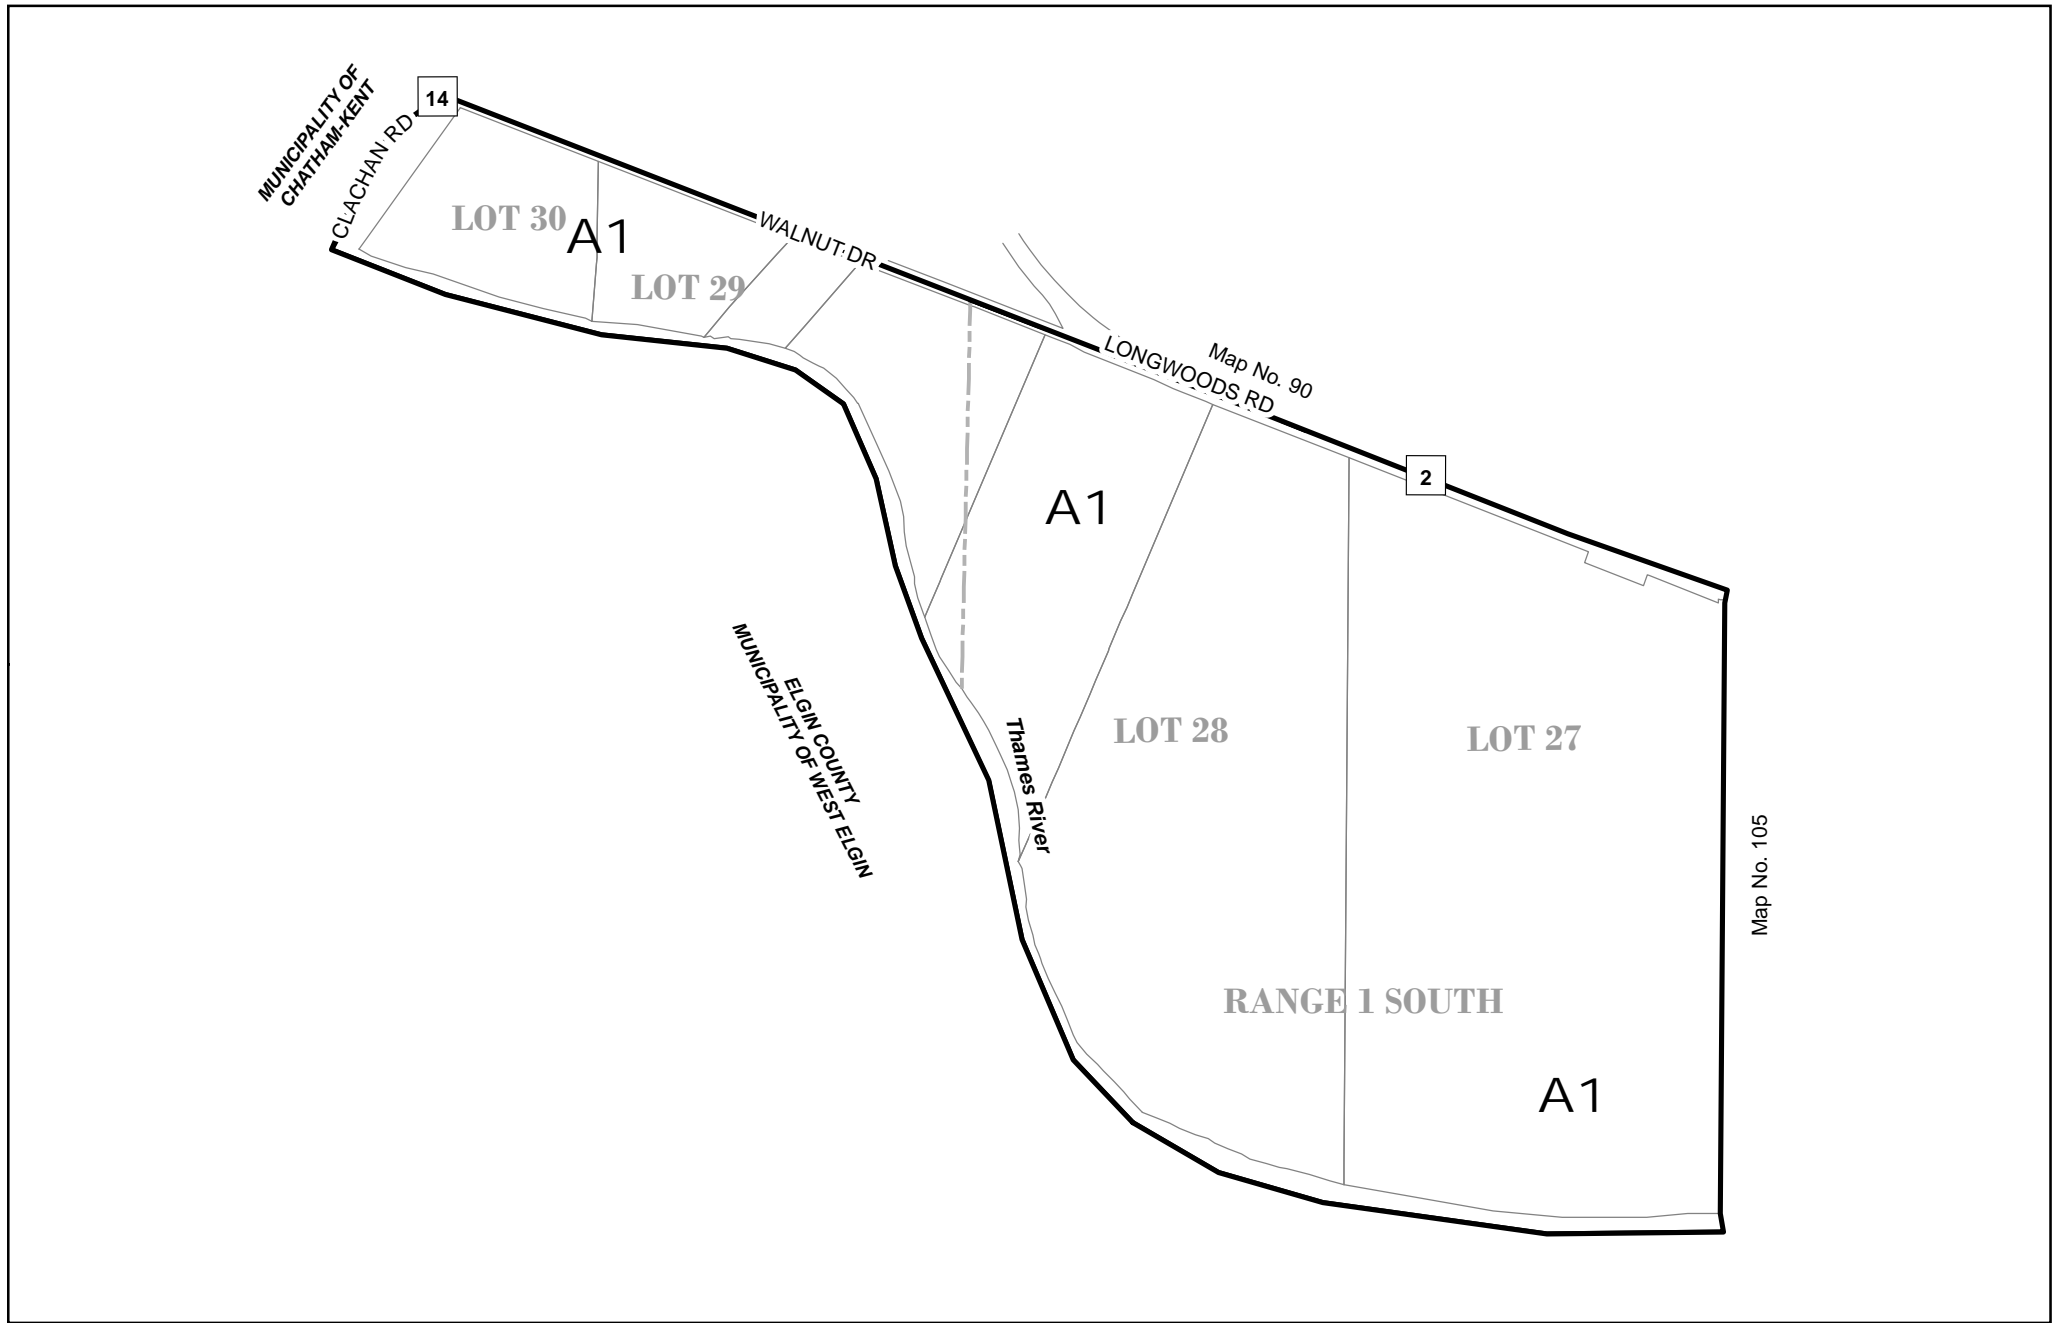 MUNICIPALITY OF
CHATHAM-KENT
14
CLACHAN RD
LOT 30
A1
WALNUT DR
LOT 29
LONGWOODS RD
Map No. 90
2
A1
ELGIN COUNTY
MUNICIPALITY OF WEST ELGIN
Thames River
LOT 28
LOT 27
Map No. 105
RANGE 1 SOUTH
A1